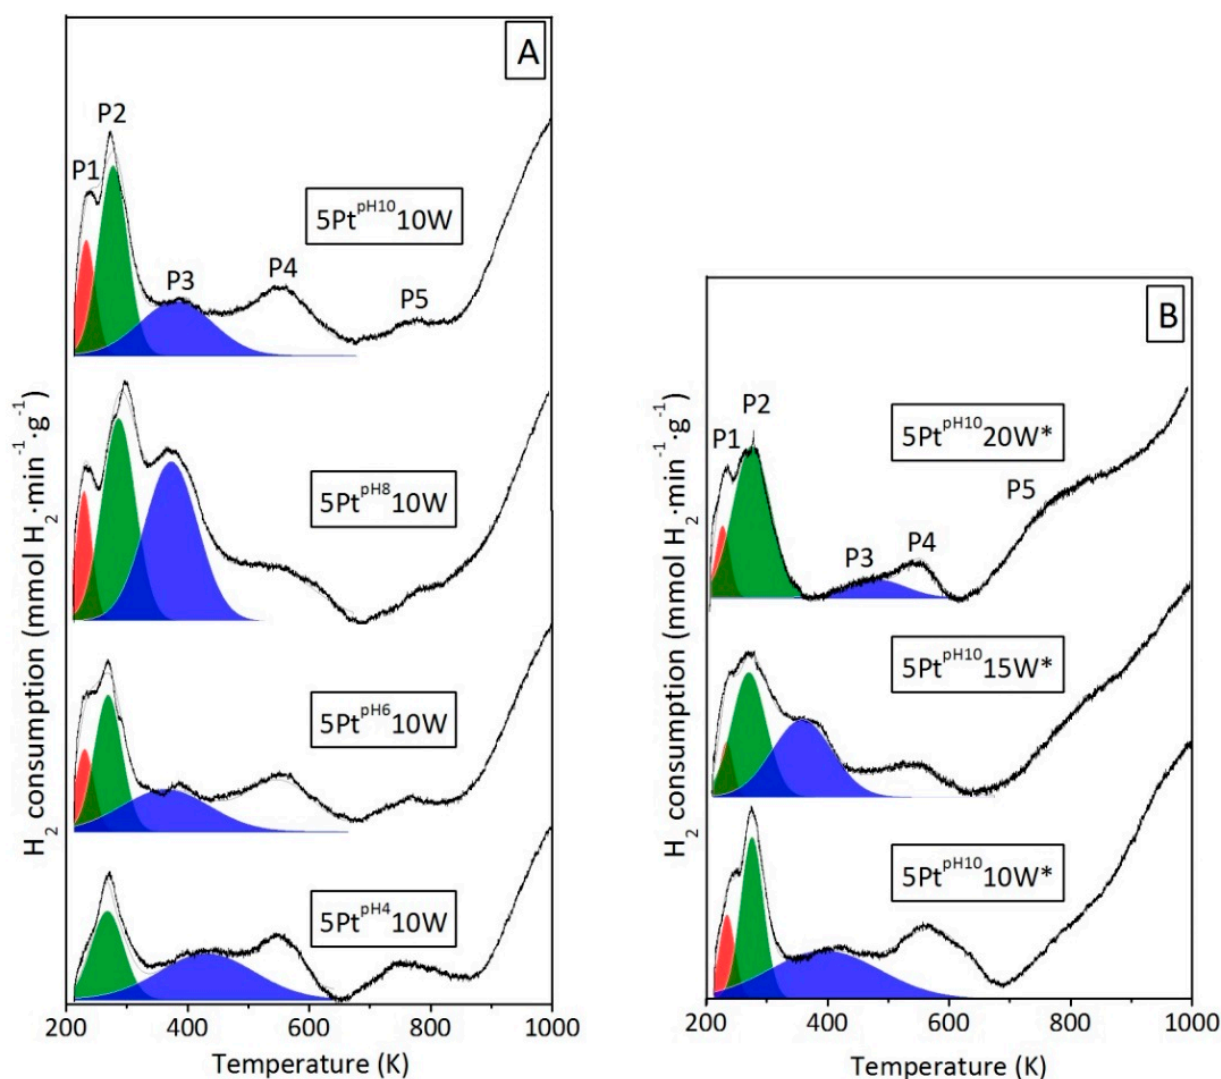 A
P2
P1
5Pt^pH10 10W
P3
P4
P5
5Pt^pH8 10W
5Pt^pH6 10W
5Pt^pH4 10W
H₂ consumption (mmol H₂·min⁻¹·g⁻¹)
200 400 600 800 1000
Temperature (K)
B
P2
P1
5Pt^pH10 20W*
P5
P3
P4
5Pt^pH10 15W*
5Pt^pH10 10W*
H₂ consumption (mmol H₂·min⁻¹·g⁻¹)
200 400 600 800 1000
Temperature (K)